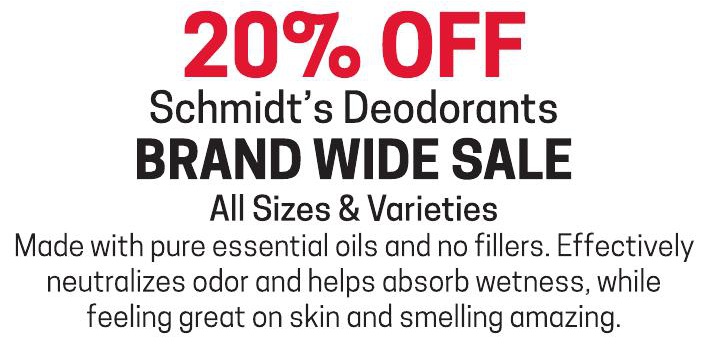 20% OFF
Schmidt's Deodorants
BRAND WIDE SALE
All Sizes & Varieties
Made with pure essential oils and no fillers. Effectively
neutralizes odor and helps absorb wetness, while
feeling great on skin and smelling amazing.